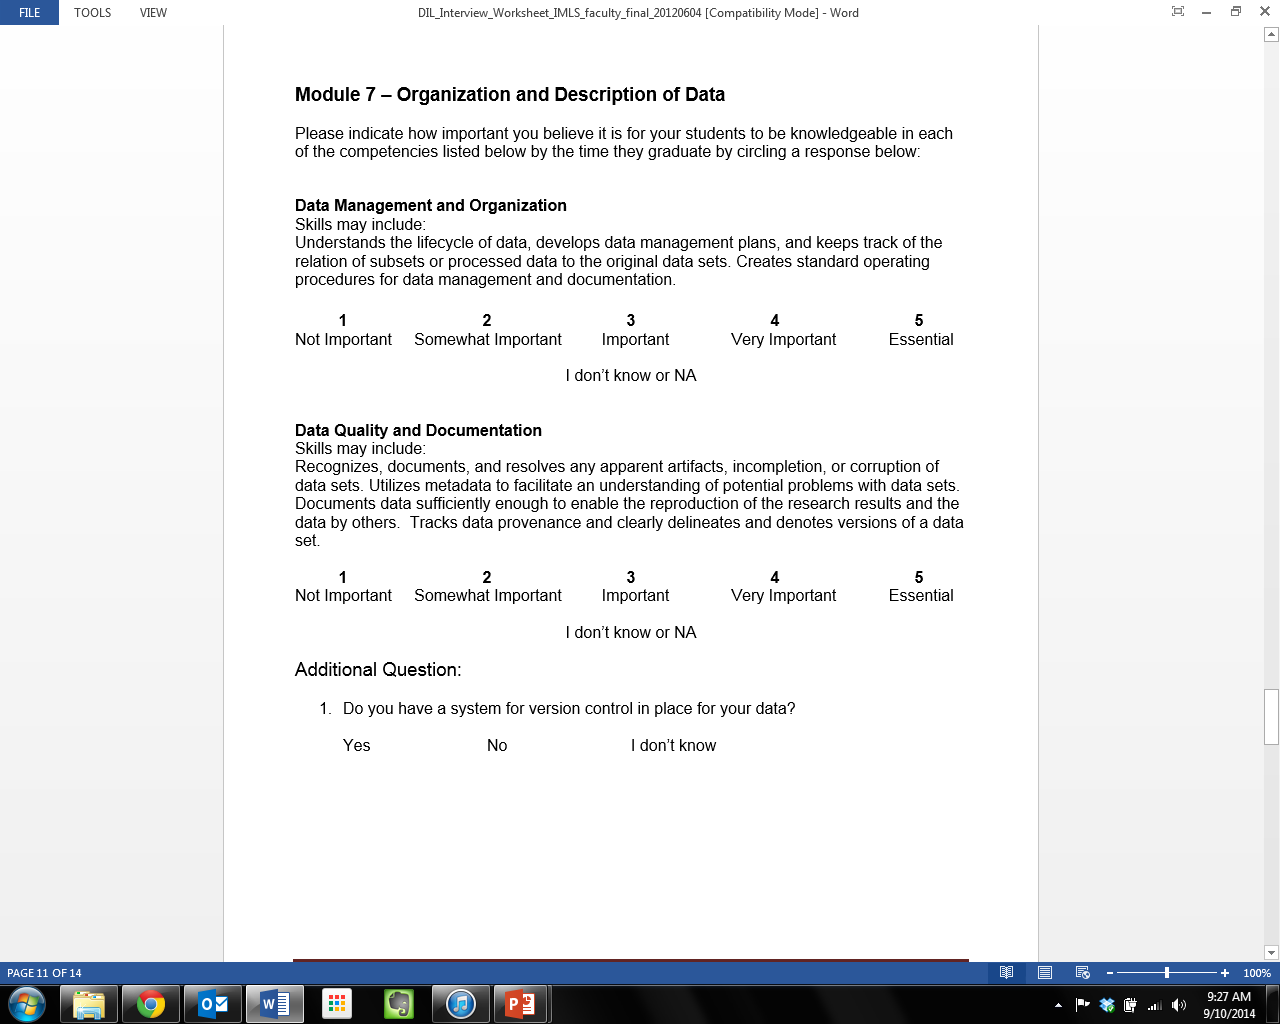 FILE TOOLS VIEW DIL_Interview_Worksheet_IMLS_faculty_final_20120604 [Compatibility Mode] - Word
Module 7 – Organization and Description of Data
Please indicate how important you believe it is for your students to be knowledgeable in each
of the competencies listed below by the time they graduate by circling a response below:
Data Management and Organization
Skills may include:
Understands the lifecycle of data, develops data management plans, and keeps track of the
relation of subsets or processed data to the original data sets. Creates standard operating
procedures for data management and documentation.
1 2 3 4 5
Not Important Somewhat Important Important Very Important Essential
I don't know or NA
Data Quality and Documentation
Skills may include:
Recognizes, documents, and resolves any apparent artifacts, incompletion, or corruption of
data sets. Utilizes metadata to facilitate an understanding of potential problems with data sets.
Documents data sufficiently enough to enable the reproduction of the research results and the
data by others.  Tracks data provenance and clearly delineates and denotes versions of a data
set.
1 2 3 4 5
Not Important Somewhat Important Important Very Important Essential
I don't know or NA
Additional Question:
1. Do you have a system for version control in place for your data?
Yes No I don't know
PAGE 11 OF 14 100%
9:27 AM
9/10/2014